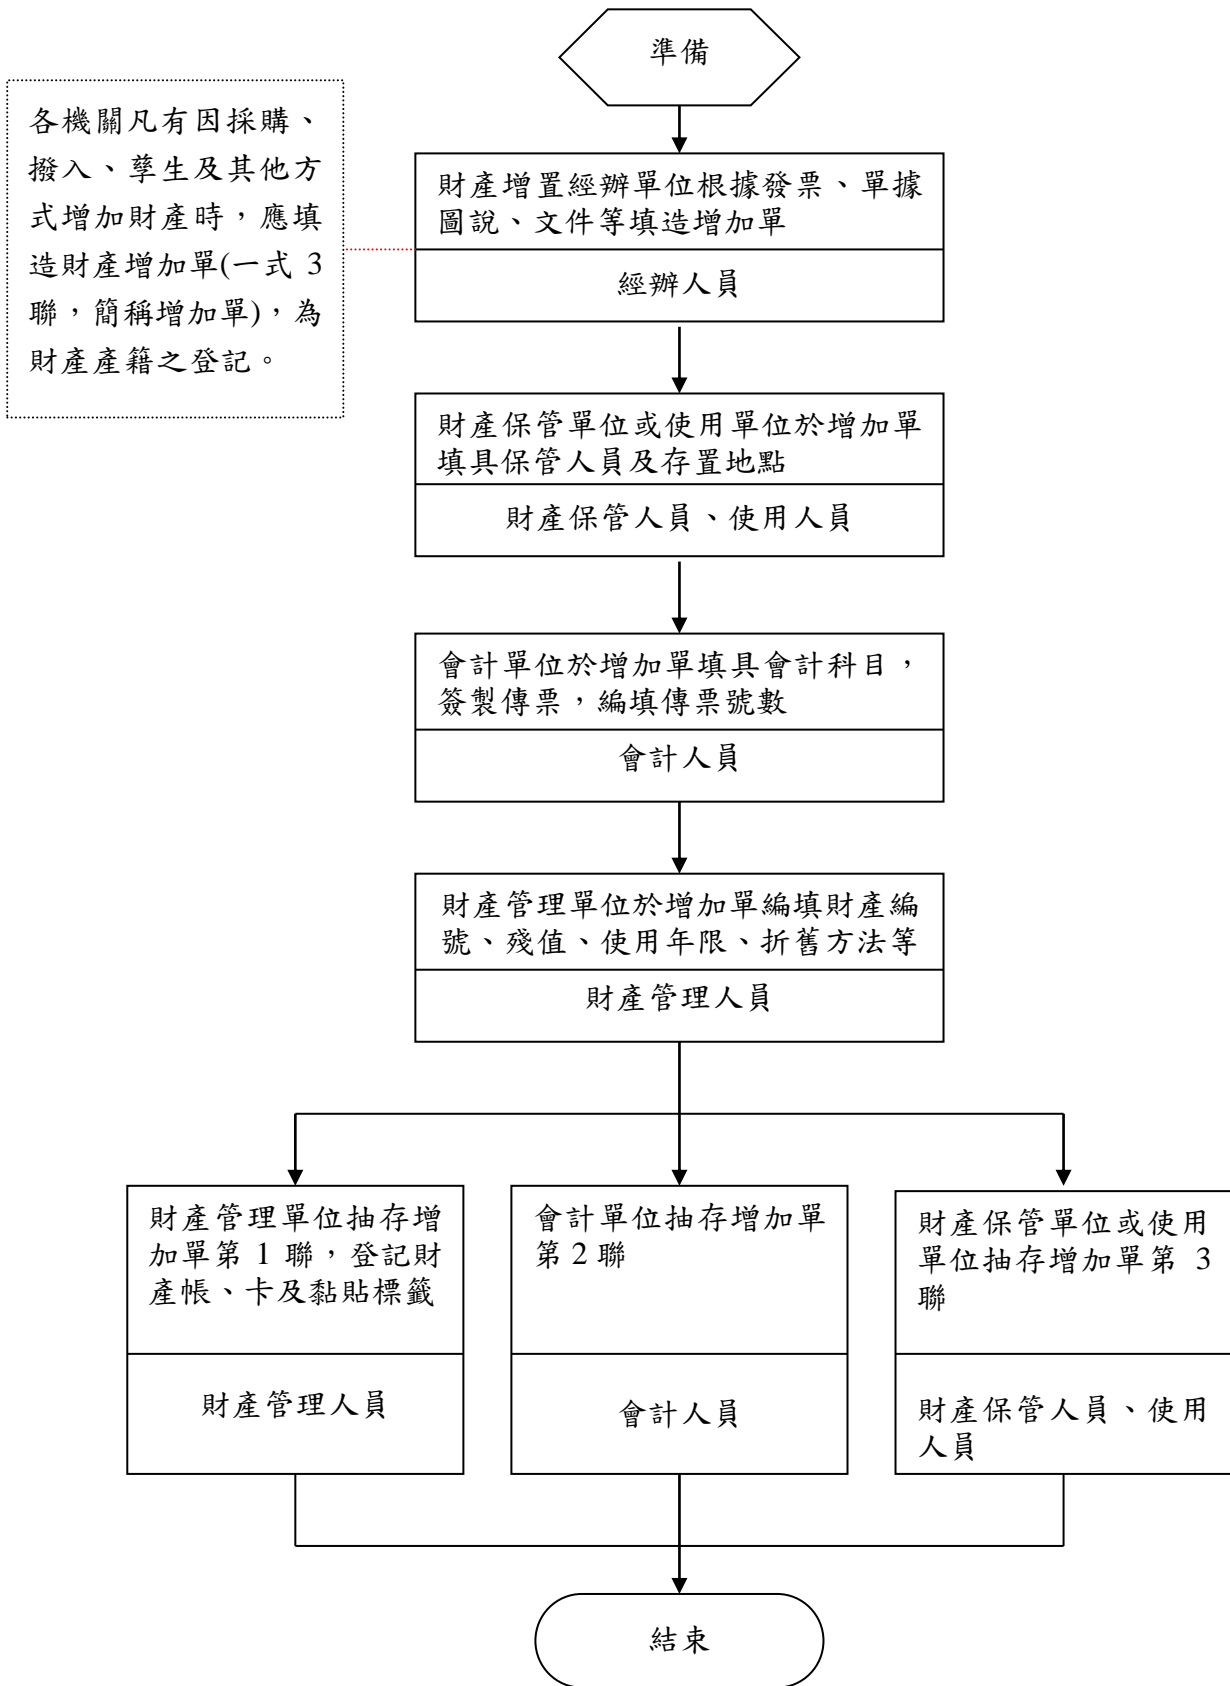 準備
各機關凡有因採購、
撥入、孳生及其他方
式增加財產時，應填
造財產增加單(一式 3
聯，簡稱增加單)，為
財產產籍之登記。
財產增置經辦單位根據發票、單據
圖說、文件等填造增加單
經辦人員
財產保管單位或使用單位於增加單
填具保管人員及存置地點
財產保管人員、使用人員
會計單位於增加單填具會計科目，
簽製傳票，編填傳票號數
會計人員
財產管理單位於增加單編填財產編
號、殘值、使用年限、折舊方法等
財產管理人員
財產管理單位抽存增
加單第 1 聯，登記財
產帳、卡及黏貼標籤
財產管理人員
會計單位抽存增加單
第 2 聯
會計人員
財產保管單位或使用
單位抽存增加單第 3
聯
財產保管人員、使用
人員
結束